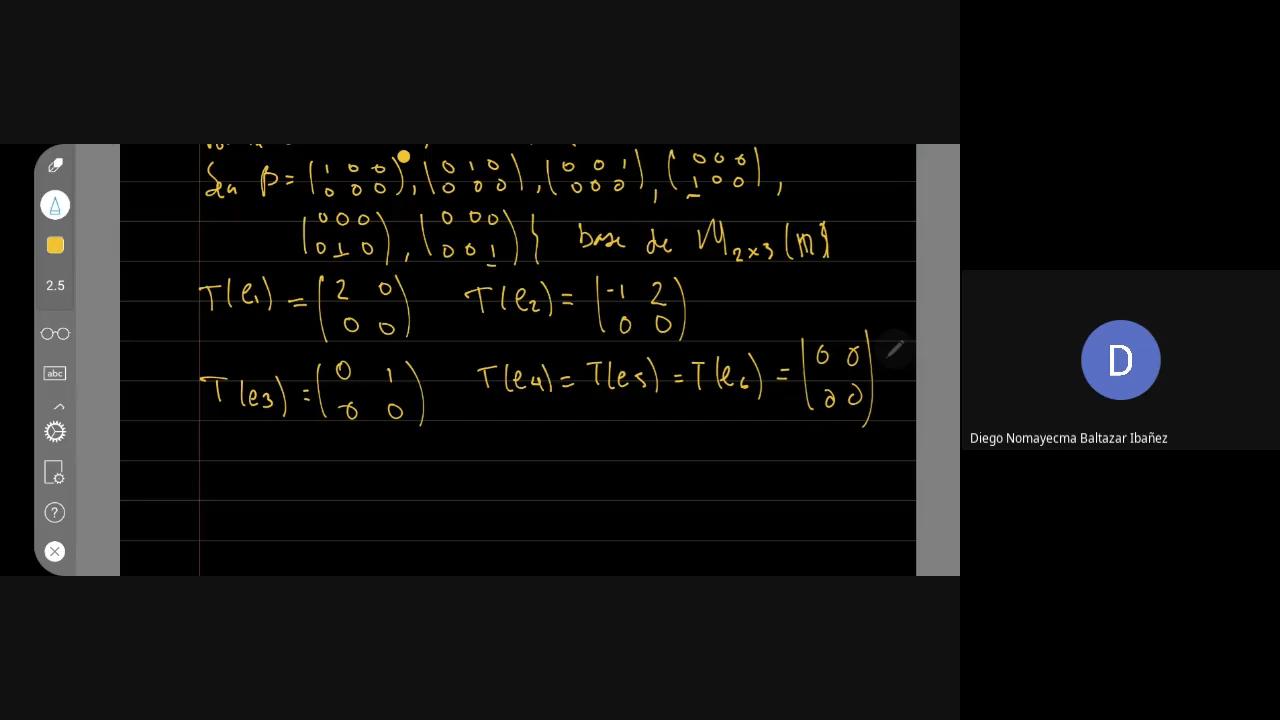 Sea β = (1 0 0 / 0 0 0), (0 1 0 / 0 0 0), (0 0 1 / 0 0 0), (0 0 0 / 1 0 0),
(0 0 0 / 0 1 0), (0 0 0 / 0 0 1)} base de M2x3(R)
T(e1) = (2 0 / 0 0) T(e2) = (-1 2 / 0 0)
T(e3) = (0 1 / 0 0) T(e4) = T(e5) = T(e6) = (0 0 / 0 0)
2.5
abc
D
Diego Nomayecma Baltazar Ibañez